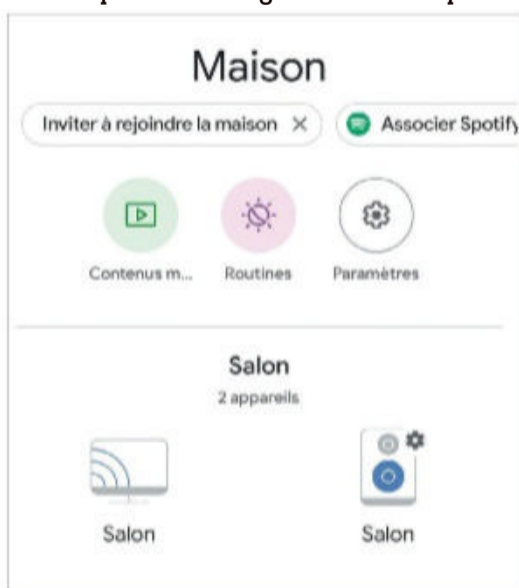 Maison
Inviter à rejoindre la maison ×
Associer Spotify
Contenus m...
Routines
Paramètres
Salon
2 appareils
Salon
Salon